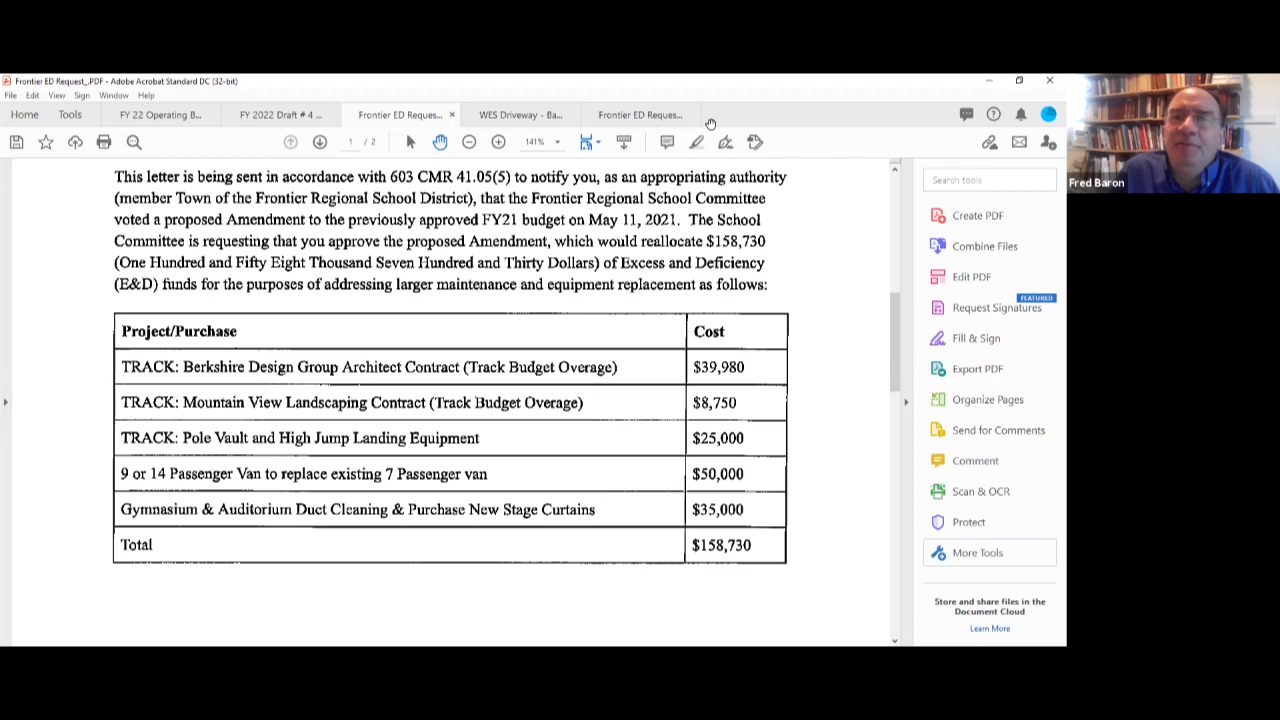 Frontier ED Request_.PDF - Adobe Acrobat Standard DC (32-bit)
File Edit View Sign Window Help
Home Tools FY 22 Operating B... FY 2022 Draft # 4 ... Frontier ED Reques... × WES Driveway - Ba... Frontier ED Reques...
1 / 2 141%
This letter is being sent in accordance with 603 CMR 41.05(5) to notify you, as an appropriating authority
(member Town of the Frontier Regional School District), that the Frontier Regional School Committee
voted a proposed Amendment to the previously approved FY21 budget on May 11, 2021. The School
Committee is requesting that you approve the proposed Amendment, which would reallocate $158,730
(One Hundred and Fifty Eight Thousand Seven Hundred and Thirty Dollars) of Excess and Deficiency
(E&D) funds for the purposes of addressing larger maintenance and equipment replacement as follows:
Project/Purchase Cost
TRACK: Berkshire Design Group Architect Contract (Track Budget Overage) $39,980
TRACK: Mountain View Landscaping Contract (Track Budget Overage) $8,750
TRACK: Pole Vault and High Jump Landing Equipment $25,000
9 or 14 Passenger Van to replace existing 7 Passenger van $50,000
Gymnasium & Auditorium Duct Cleaning & Purchase New Stage Curtains $35,000
Total $158,730
Search tools
Create PDF
Combine Files
Edit PDF
FEATURED
Request Signatures
Fill & Sign
Export PDF
Organize Pages
Send for Comments
Comment
Scan & OCR
Protect
More Tools
Store and share files in the
Document Cloud
Learn More
Fred Baron